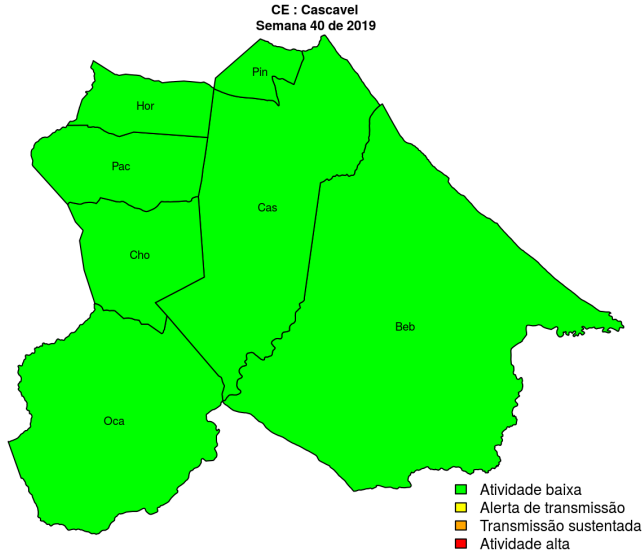 CE : Cascavel
Semana 40 de 2019
Pin
Hor
Pac
Cas
Cho
Beb
Oca
Atividade baixa
Alerta de transmissão
Transmissão sustentada
Atividade alta